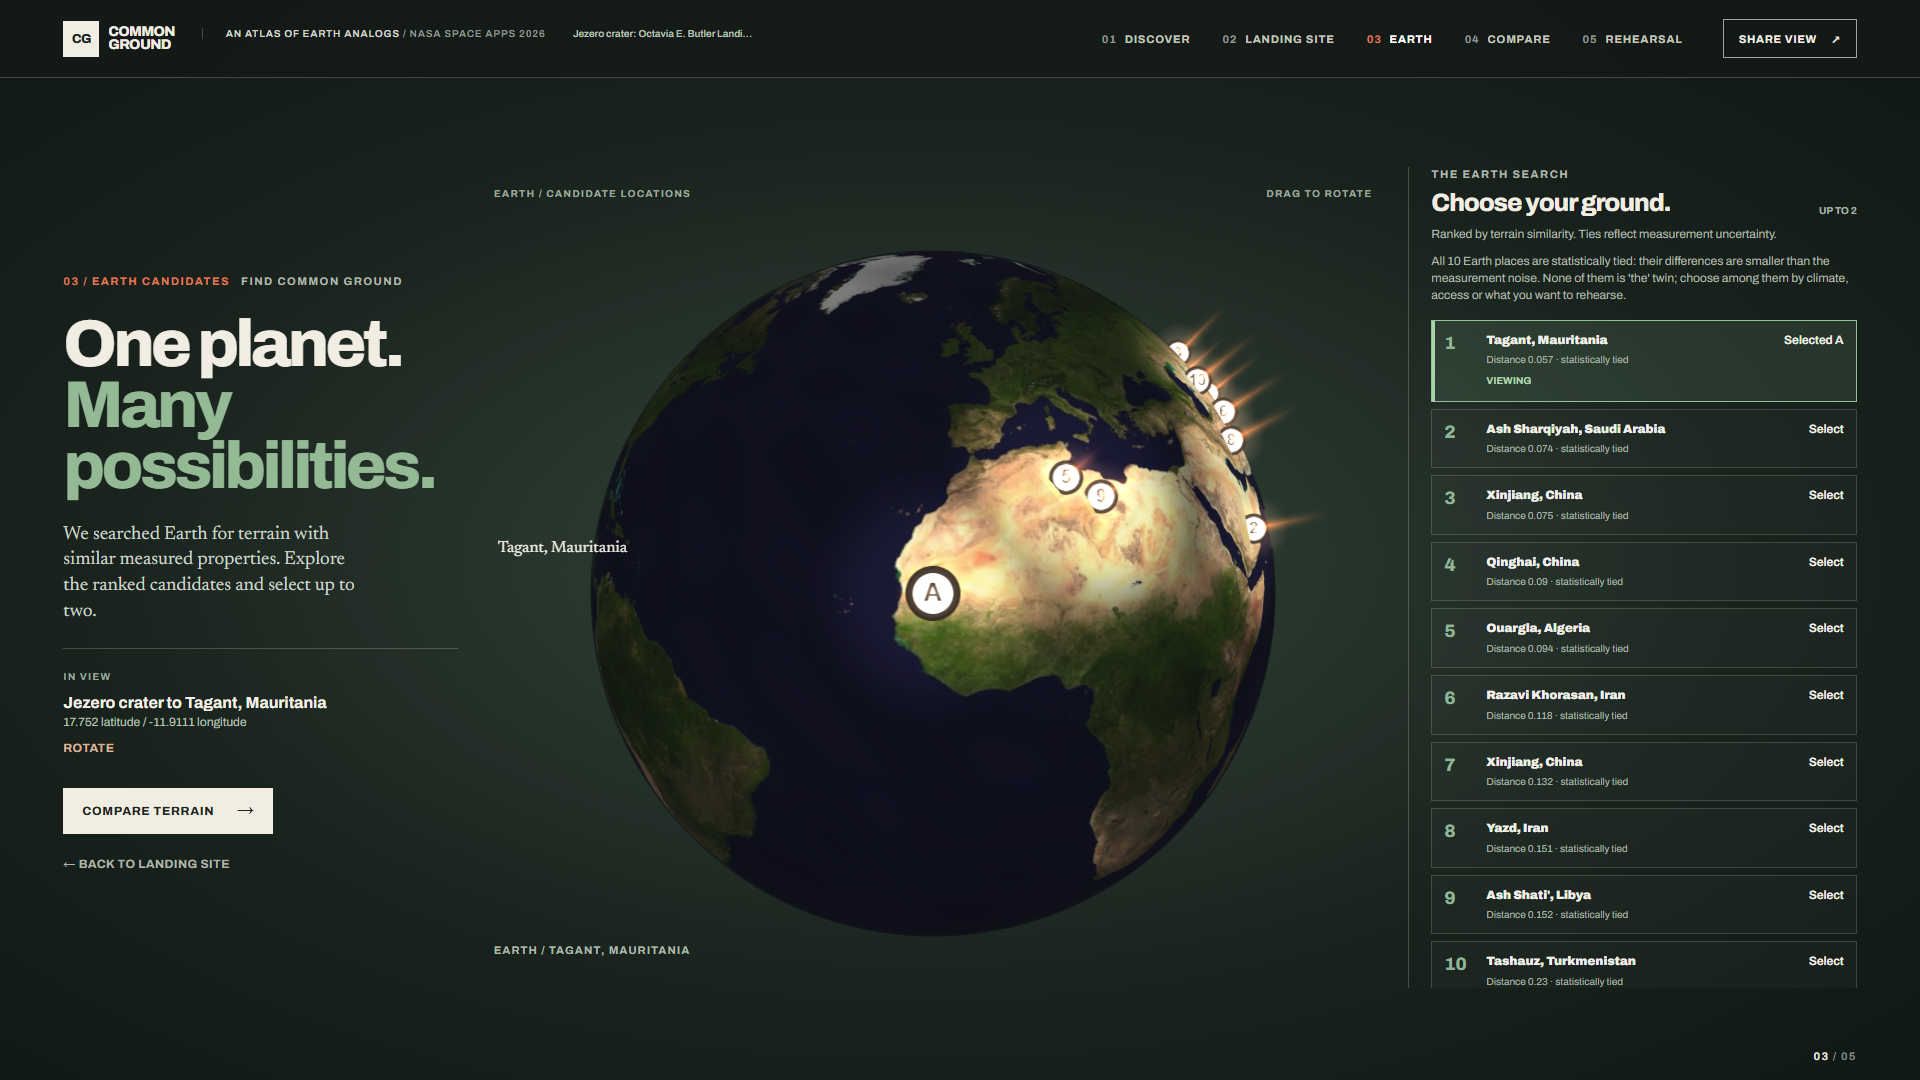 CG
COMMON
GROUND
AN ATLAS OF EARTH ANALOGS / NASA SPACE APPS 2026
Jezero crater: Octavia E. Butler Landi...
01 DISCOVER
02 LANDING SITE
03 EARTH
04 COMPARE
05 REHEARSAL
SHARE VIEW ↗
03 / EARTH CANDIDATES FIND COMMON GROUND
One planet.
Many
possibilities.
We searched Earth for terrain with
similar measured properties. Explore
the ranked candidates and select up to
two.
IN VIEW
Jezero crater to Tagant, Mauritania
17.752 latitude / -11.9111 longitude
ROTATE
COMPARE TERRAIN →
← BACK TO LANDING SITE
EARTH / CANDIDATE LOCATIONS
DRAG TO ROTATE
10
6
8
5
9
2
Tagant, Mauritania
A
EARTH / TAGANT, MAURITANIA
THE EARTH SEARCH
Choose your ground.
UP TO 2
Ranked by terrain similarity. Ties reflect measurement uncertainty.
All 10 Earth places are statistically tied: their differences are smaller than the
measurement noise. None of them is 'the' twin; choose among them by climate,
access or what you want to rehearse.
1 Tagant, Mauritania Selected A
Distance 0.057 · statistically tied
VIEWING
2 Ash Sharqiyah, Saudi Arabia Select
Distance 0.074 · statistically tied
3 Xinjiang, China Select
Distance 0.075 · statistically tied
4 Qinghai, China Select
Distance 0.09 · statistically tied
5 Ouargla, Algeria Select
Distance 0.094 · statistically tied
6 Razavi Khorasan, Iran Select
Distance 0.118 · statistically tied
7 Xinjiang, China Select
Distance 0.132 · statistically tied
8 Yazd, Iran Select
Distance 0.151 · statistically tied
9 Ash Shati', Libya Select
Distance 0.152 · statistically tied
10 Tashauz, Turkmenistan Select
Distance 0.23 · statistically tied
03 / 05